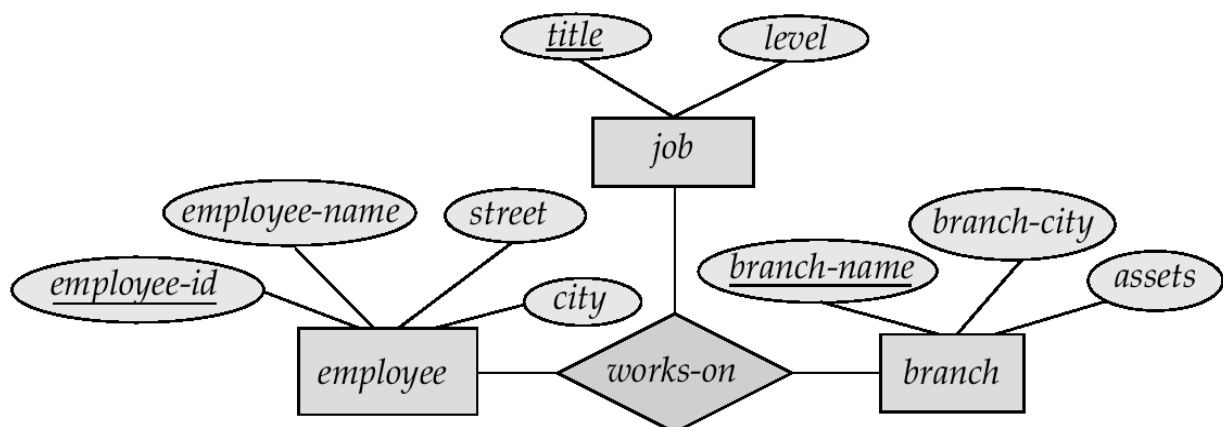 title
level
job
employee-name
street
branch-city
employee-id
city
branch-name
assets
employee
works-on
branch